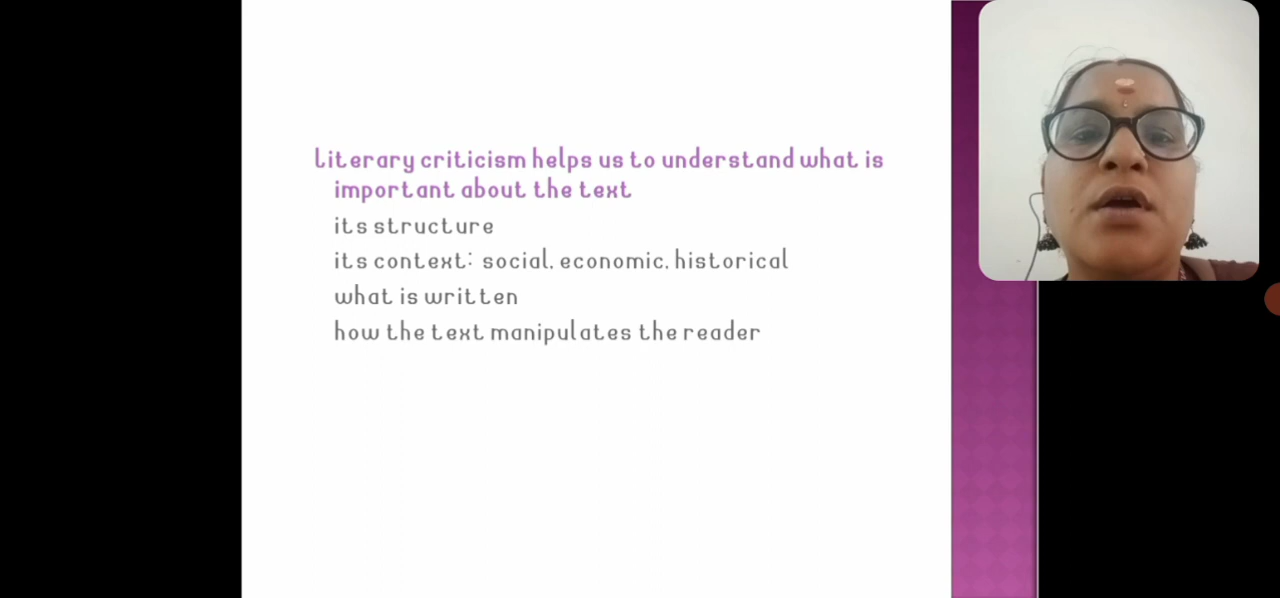 Literary criticism helps us to understand what is
important about the text
its structure
its context: social, economic, historical
what is written
how the text manipulates the reader